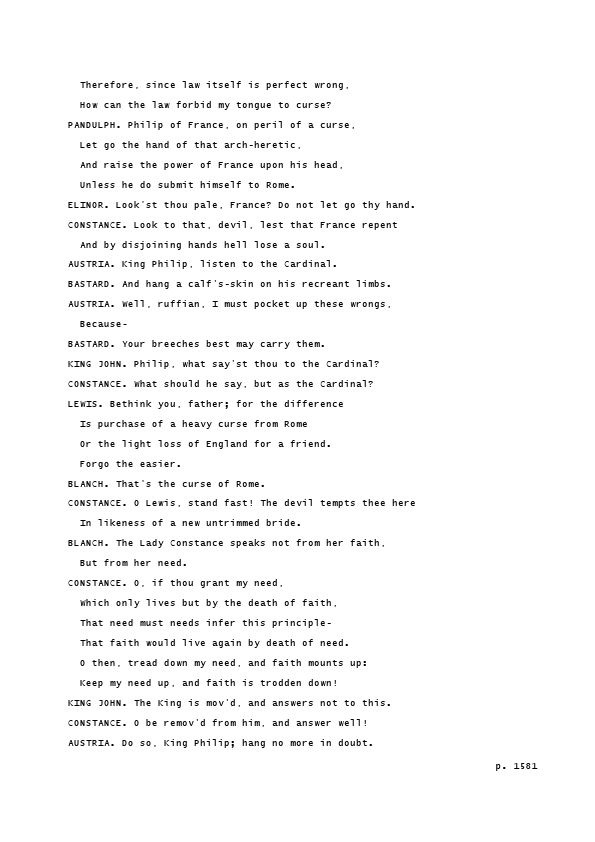 Therefore, since law itself is perfect wrong,
How can the law forbid my tongue to curse?
PANDULPH. Philip of France, on peril of a curse,
Let go the hand of that arch-heretic,
And raise the power of France upon his head,
Unless he do submit himself to Rome.
ELINOR. Look'st thou pale, France? Do not let go thy hand.
CONSTANCE. Look to that, devil, lest that France repent
And by disjoining hands hell lose a soul.
AUSTRIA. King Philip, listen to the Cardinal.
BASTARD. And hang a calf's-skin on his recreant limbs.
AUSTRIA. Well, ruffian, I must pocket up these wrongs,
Because-
BASTARD. Your breeches best may carry them.
KING JOHN. Philip, what say'st thou to the Cardinal?
CONSTANCE. What should he say, but as the Cardinal?
LEWIS. Bethink you, father; for the difference
Is purchase of a heavy curse from Rome
Or the light loss of England for a friend.
Forgo the easier.
BLANCH. That's the curse of Rome.
CONSTANCE. O Lewis, stand fast! The devil tempts thee here
In likeness of a new untrimmed bride.
BLANCH. The Lady Constance speaks not from her faith,
But from her need.
CONSTANCE. O, if thou grant my need,
Which only lives but by the death of faith,
That need must needs infer this principle-
That faith would live again by death of need.
O then, tread down my need, and faith mounts up:
Keep my need up, and faith is trodden down!
KING JOHN. The King is mov'd, and answers not to this.
CONSTANCE. O be remov'd from him, and answer well!
AUSTRIA. Do so, King Philip; hang no more in doubt.
p. 1581